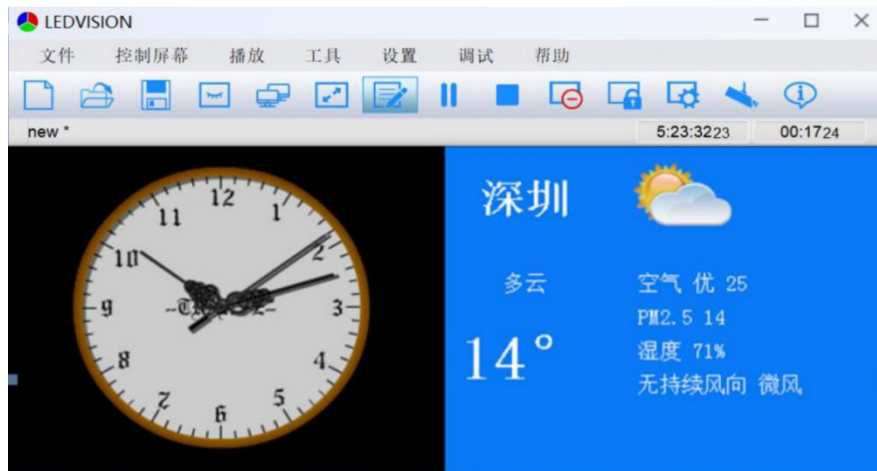 LEDVISION
文件 控制屏幕 播放 工具 设置 调试 帮助
new * 5:23:3223 00:1724
12
11 1
10 2
9 3
8 4
7 5
6
深圳
多云
14°
空气 优 25
PM2.5 14
湿度 71%
无持续风向 微风